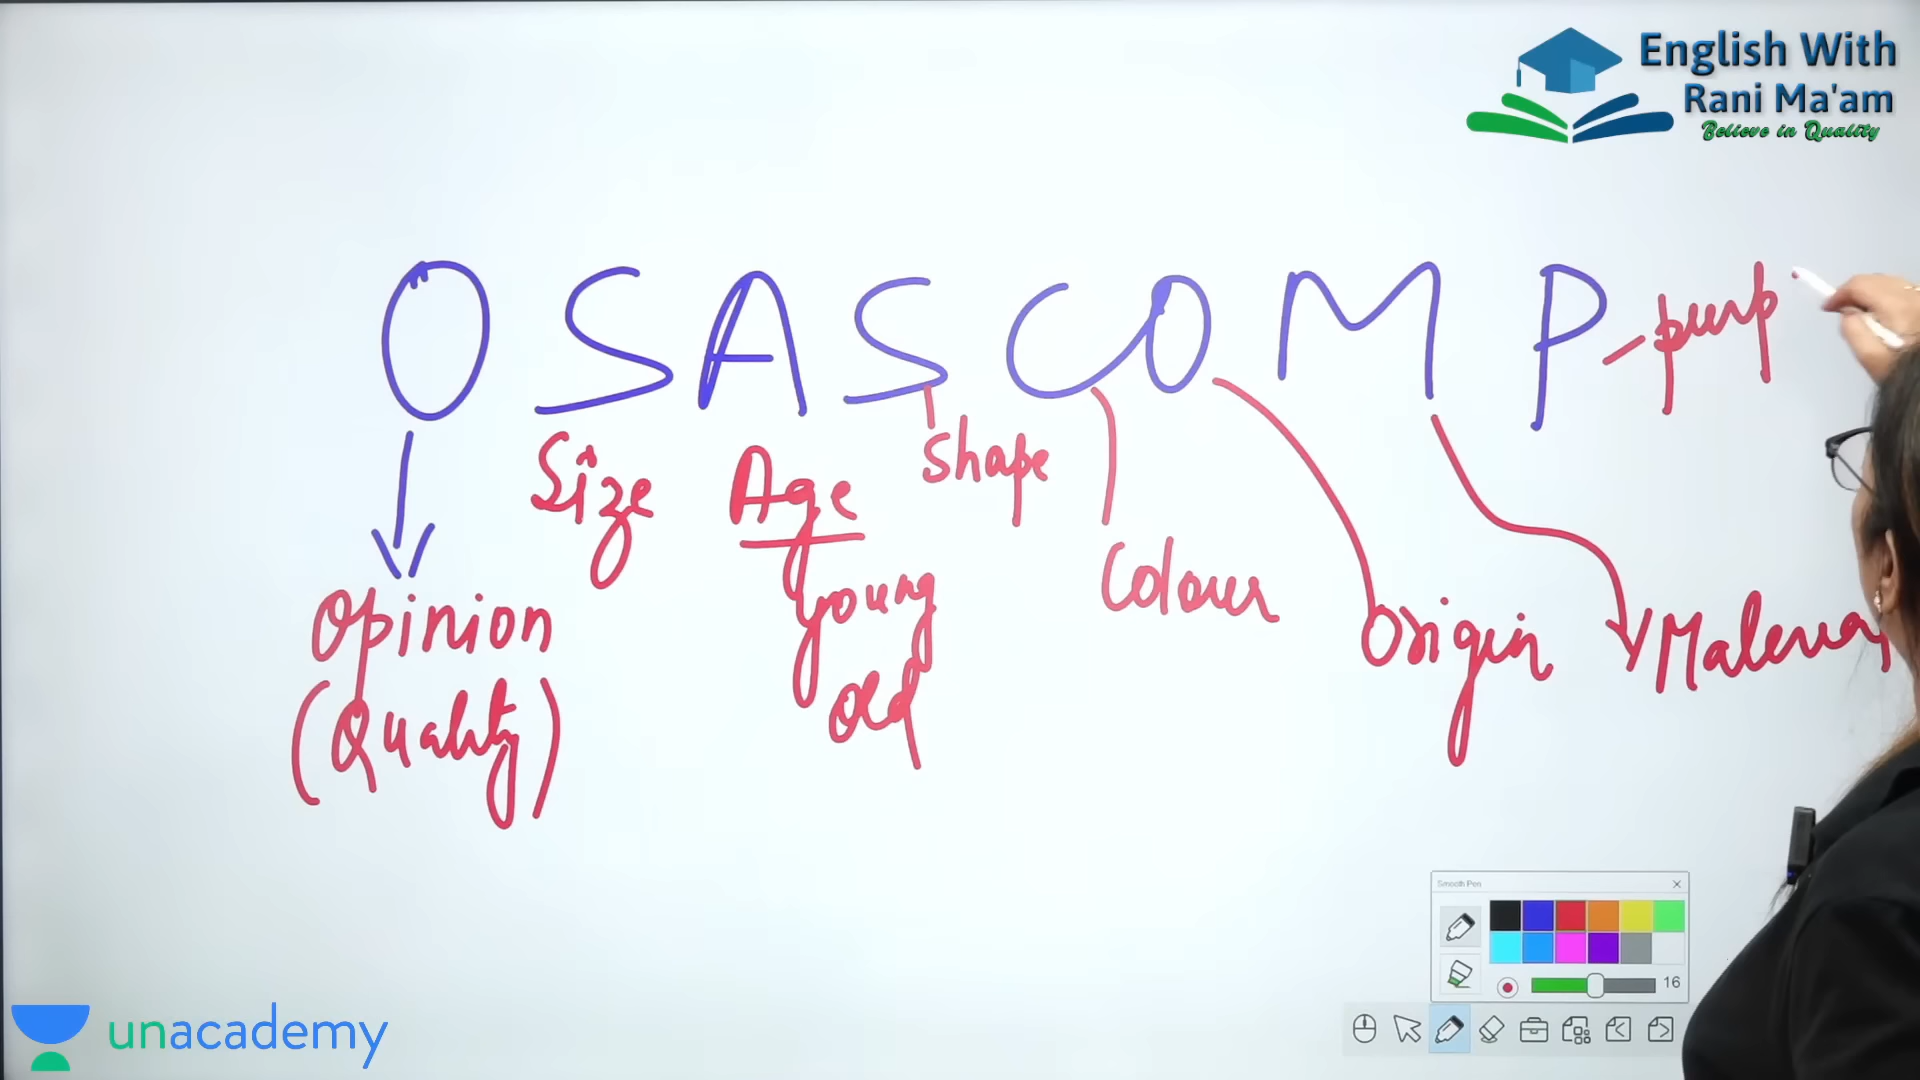 English With
Rani Ma'am
Believe in Quality
O S A S C O M P - purp
Size Age Shape
Colour
young
Opinion
Origin
Material
old
(Quality)
Smooth Pen
16
unacademy